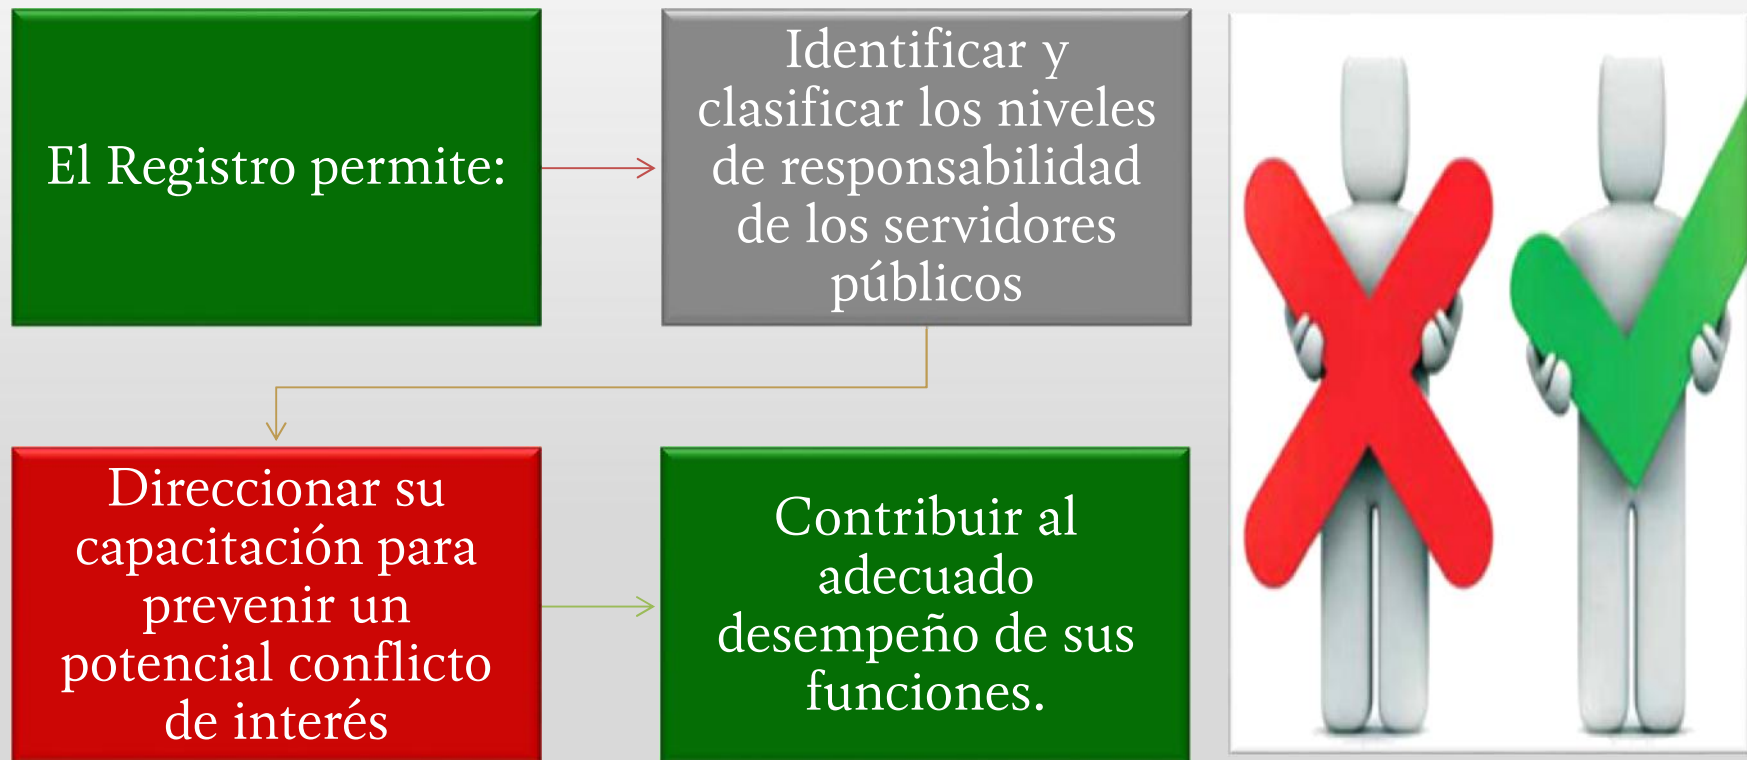 El Registro permite:
Identificar y
clasificar los niveles
de responsabilidad
de los servidores
públicos
Direccionar su
capacitación para
prevenir un
potencial conflicto
de interés
Contribuir al
adecuado
desempeño de sus
funciones.